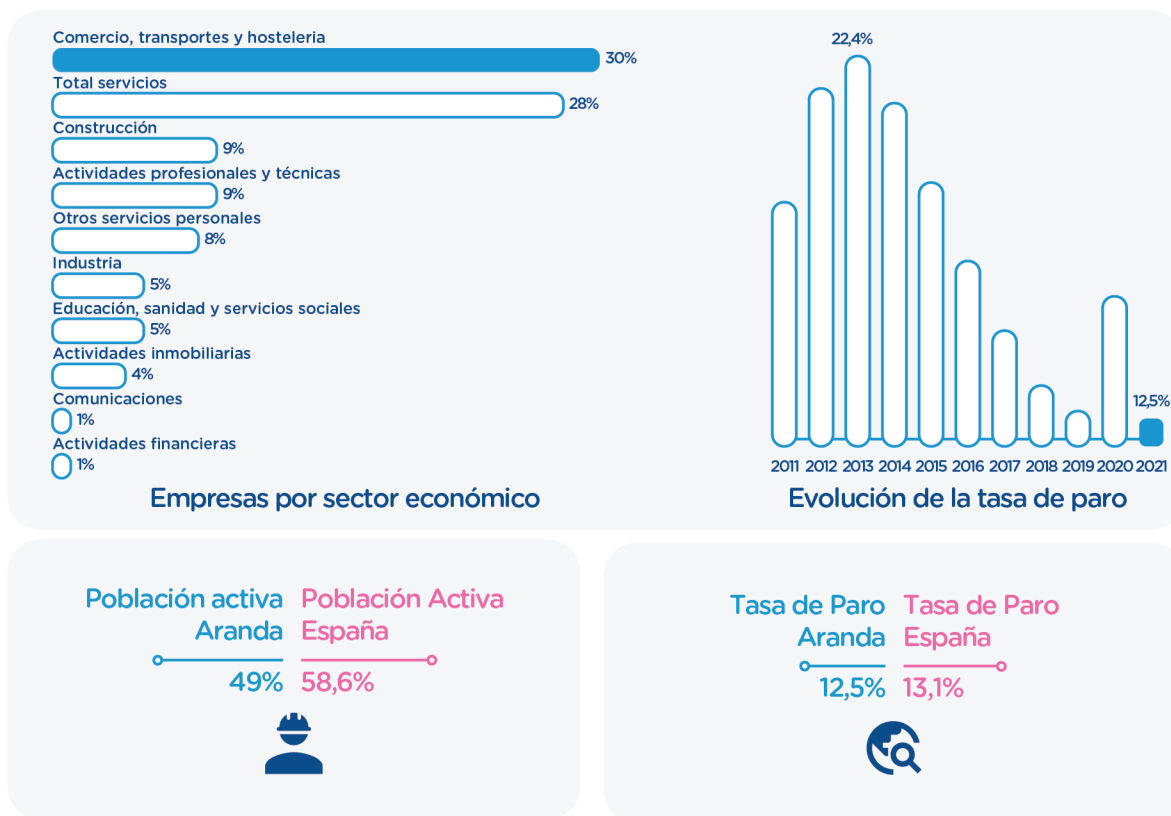 Comercio, transportes y hosteleria
30%
Total servicios
28%
Construcción
9%
Actividades profesionales y técnicas
9%
Otros servicios personales
8%
Industria
5%
Educación, sanidad y servicios sociales
5%
Actividades inmobiliarias
4%
Comunicaciones
1%
Actividades financieras
1%
Empresas por sector económico
22,4%
12,5%
2011 2012 2013 2014 2015 2016 2017 2018 2019 2020 2021
Evolución de la tasa de paro
Población activa
Aranda
49%
Población Activa
España
58,6%
Tasa de Paro
Aranda
12,5%
Tasa de Paro
España
13,1%